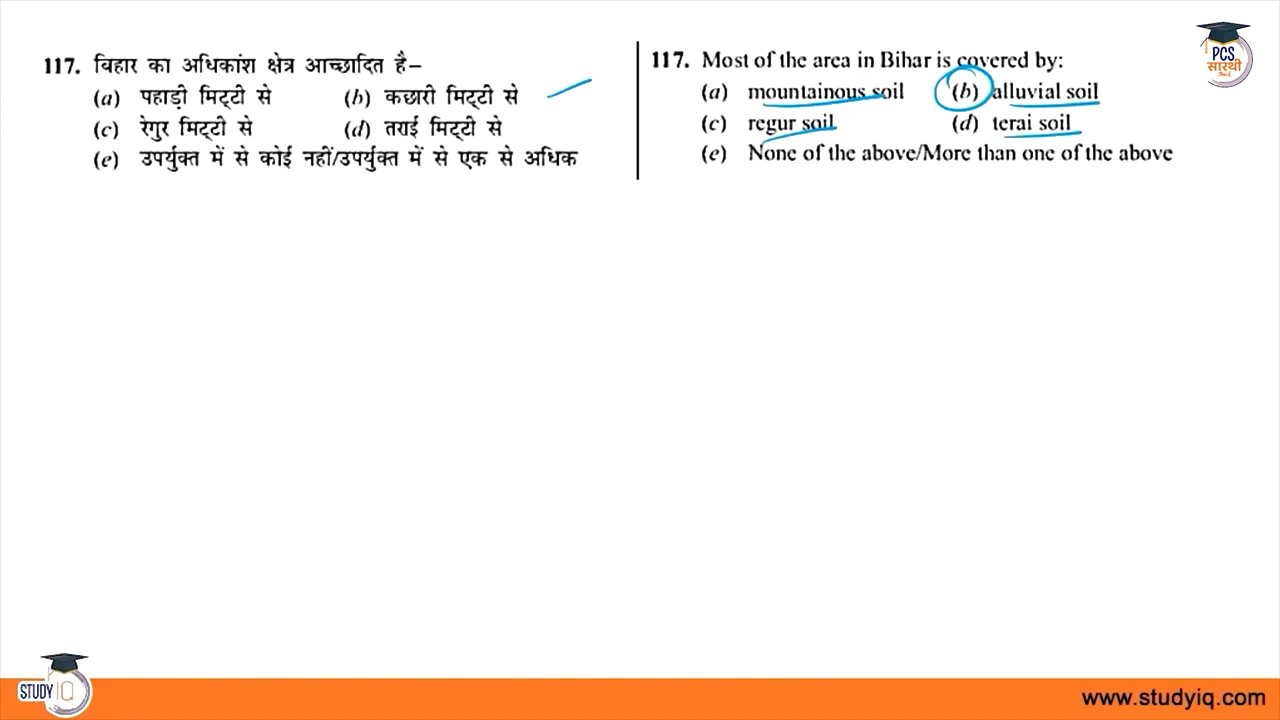 117. बिहार का अधिकांश क्षेत्र आच्छादित है–
(a) पहाड़ी मिट्टी से (b) कछारी मिट्टी से
(c) रेगुर मिट्टी से (d) तराई मिट्टी से
(e) उपर्युक्त में से कोई नहीं/उपर्युक्त में से एक से अधिक
117. Most of the area in Bihar is covered by:
(a) mountainous soil (b) alluvial soil
(c) regur soil (d) terai soil
(e) None of the above/More than one of the above
PCS
सारथी
STUDY IQ
www.studyiq.com